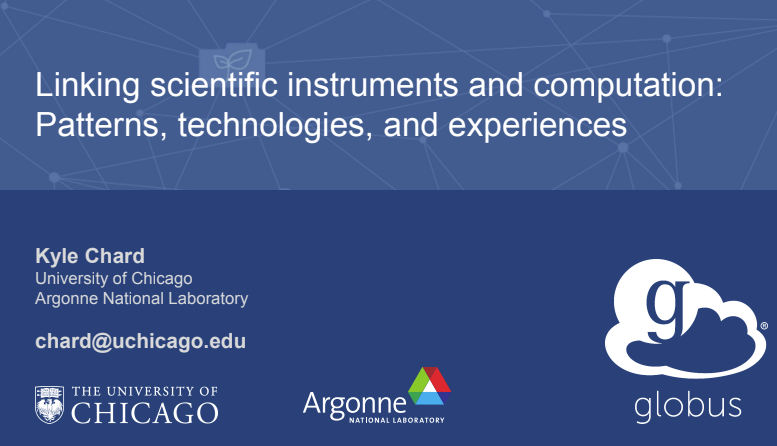 Linking scientific instruments and computation:
Patterns, technologies, and experiences
Kyle Chard
University of Chicago
Argonne National Laboratory
chard@uchicago.edu
THE UNIVERSITY OF
CHICAGO
Argonne
NATIONAL LABORATORY
g
®
globus